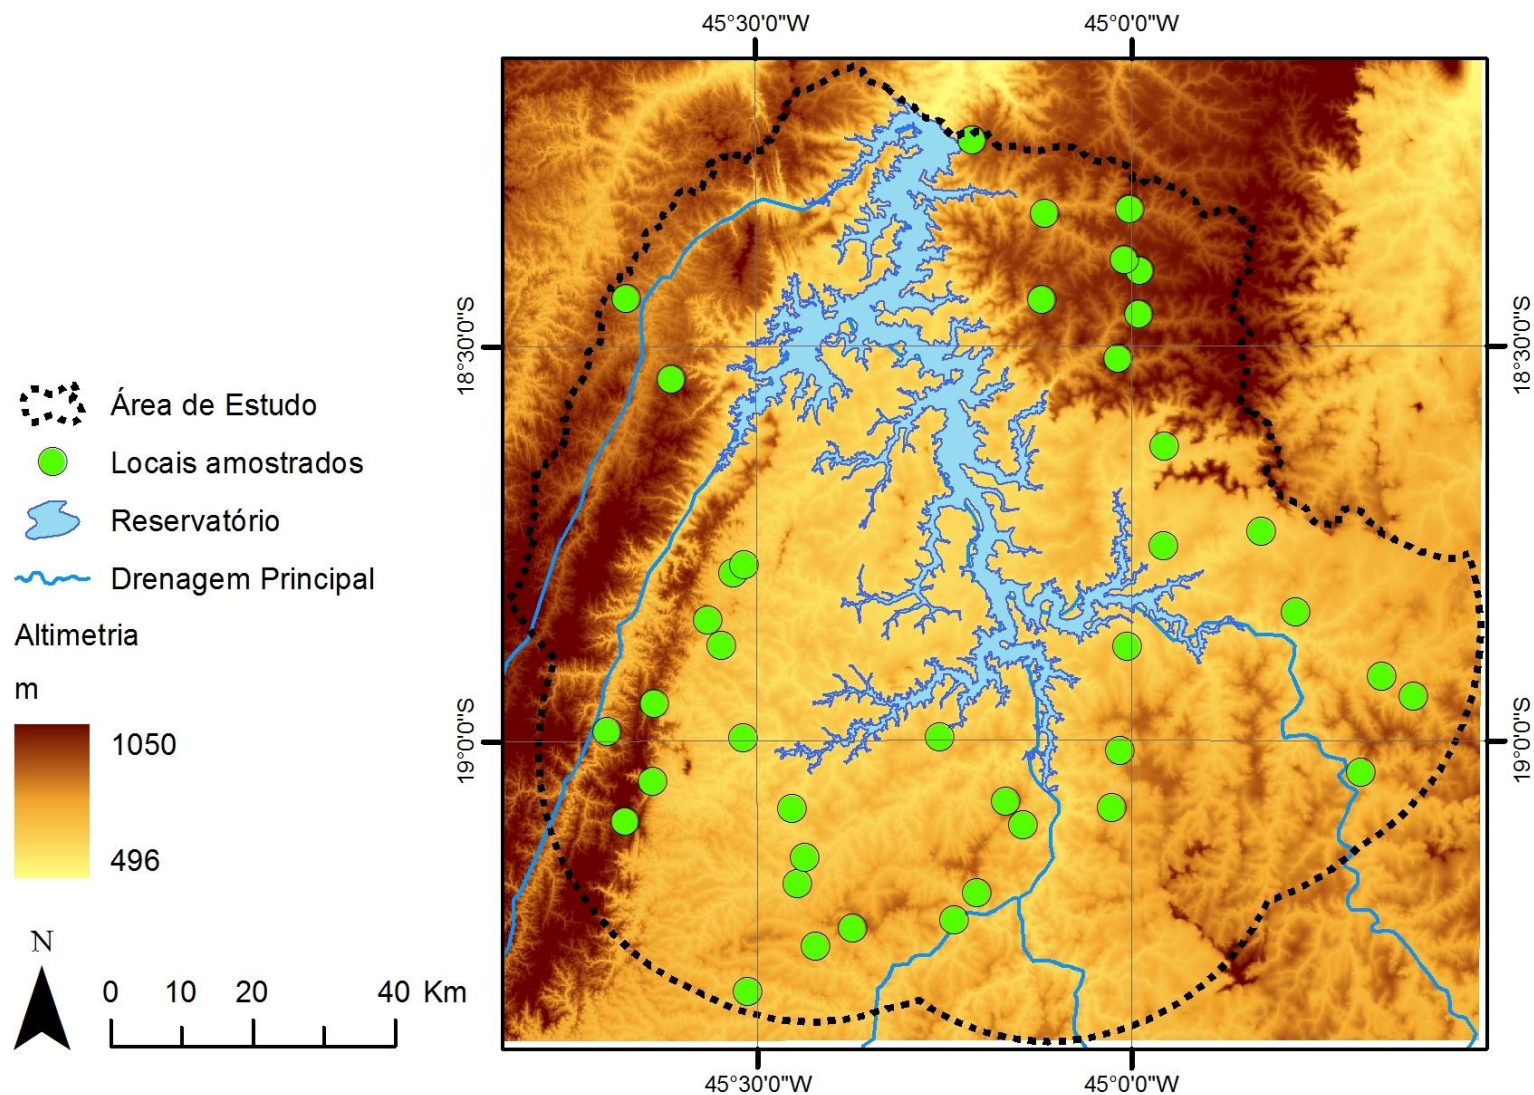 45°30'0"W 45°0'0"W
18°30'0"S
18°30'0"S
Área de Estudo
Locais amostrados
Reservatório
Drenagem Principal
Altimetria
m
1050
496
19°0'0"S
19°0'0"S
N
0 10 20 40 Km
45°30'0"W 45°0'0"W